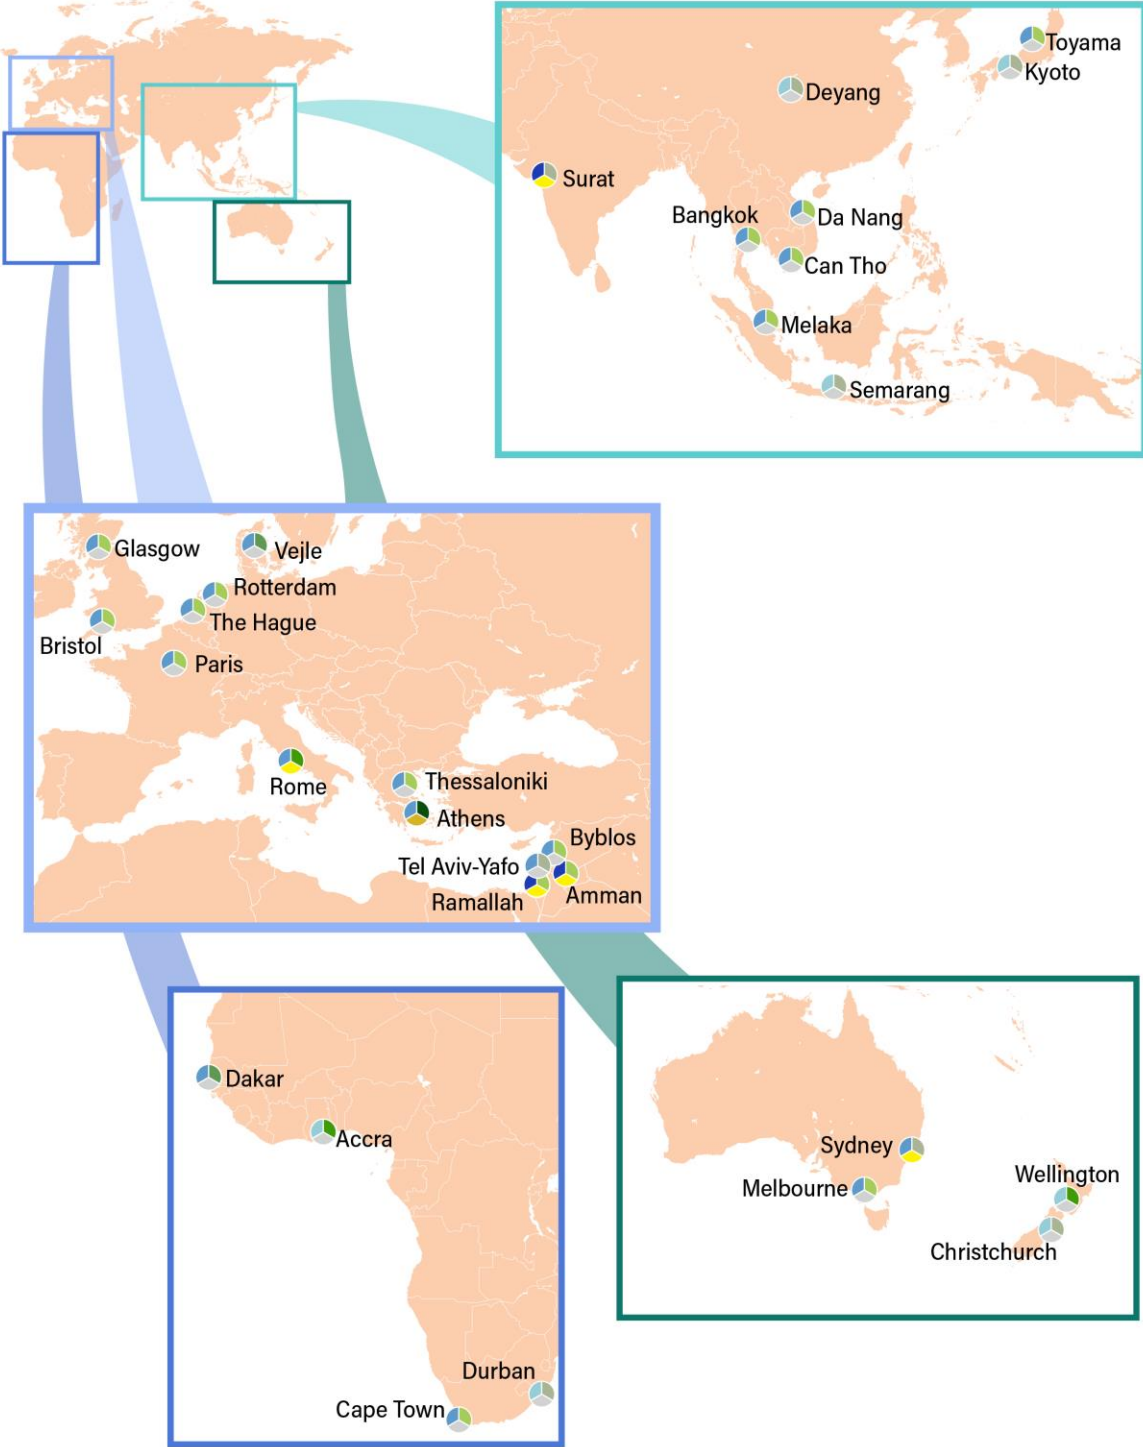 Toyama
Kyoto
Deyang
Surat
Bangkok
Da Nang
Can Tho
Melaka
Semarang
Glasgow
Vejle
Rotterdam
The Hague
Bristol
Paris
Rome
Thessaloniki
Athens
Byblos
Tel Aviv-Yafo
Amman
Ramallah
Dakar
Accra
Durban
Cape Town
Sydney
Melbourne
Wellington
Christchurch